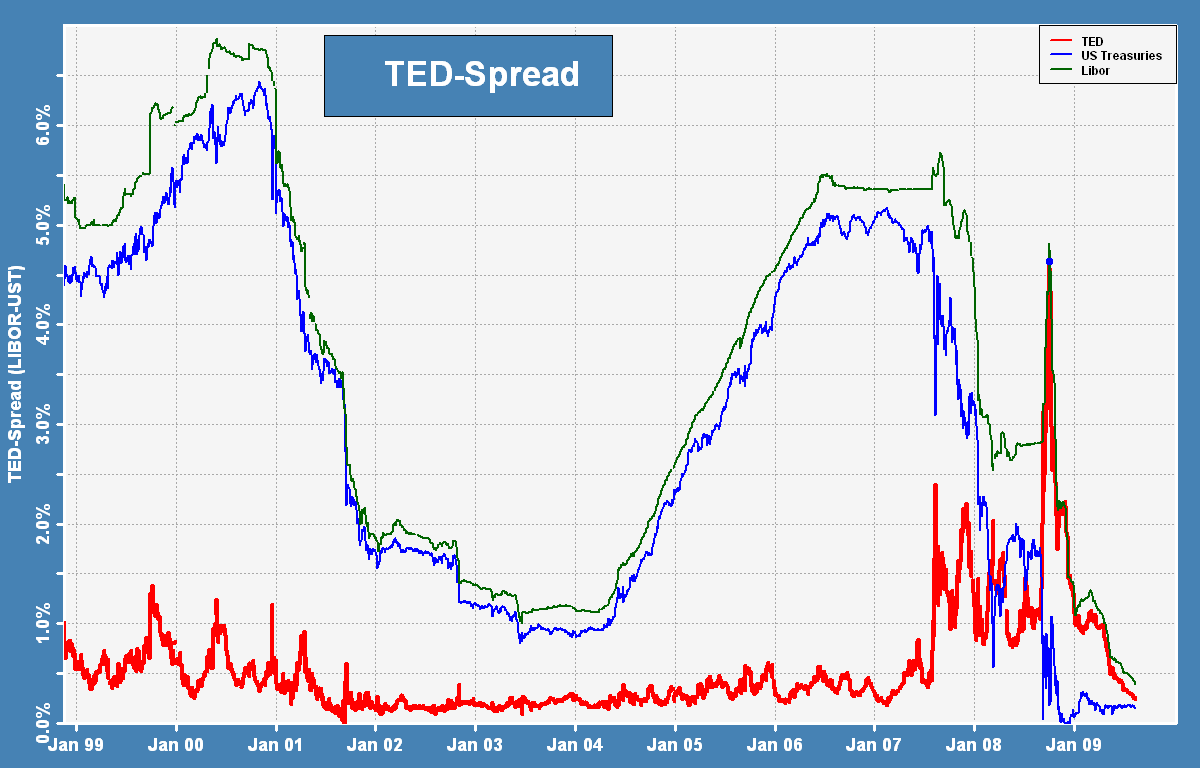 TED-Spread
TED
US Treasuries
Libor
TED-Spread (LIBOR-UST)
6.0%
5.0%
4.0%
3.0%
2.0%
1.0%
0.0%
Jan 99 Jan 00 Jan 01 Jan 02 Jan 03 Jan 04 Jan 05 Jan 06 Jan 07 Jan 08 Jan 09